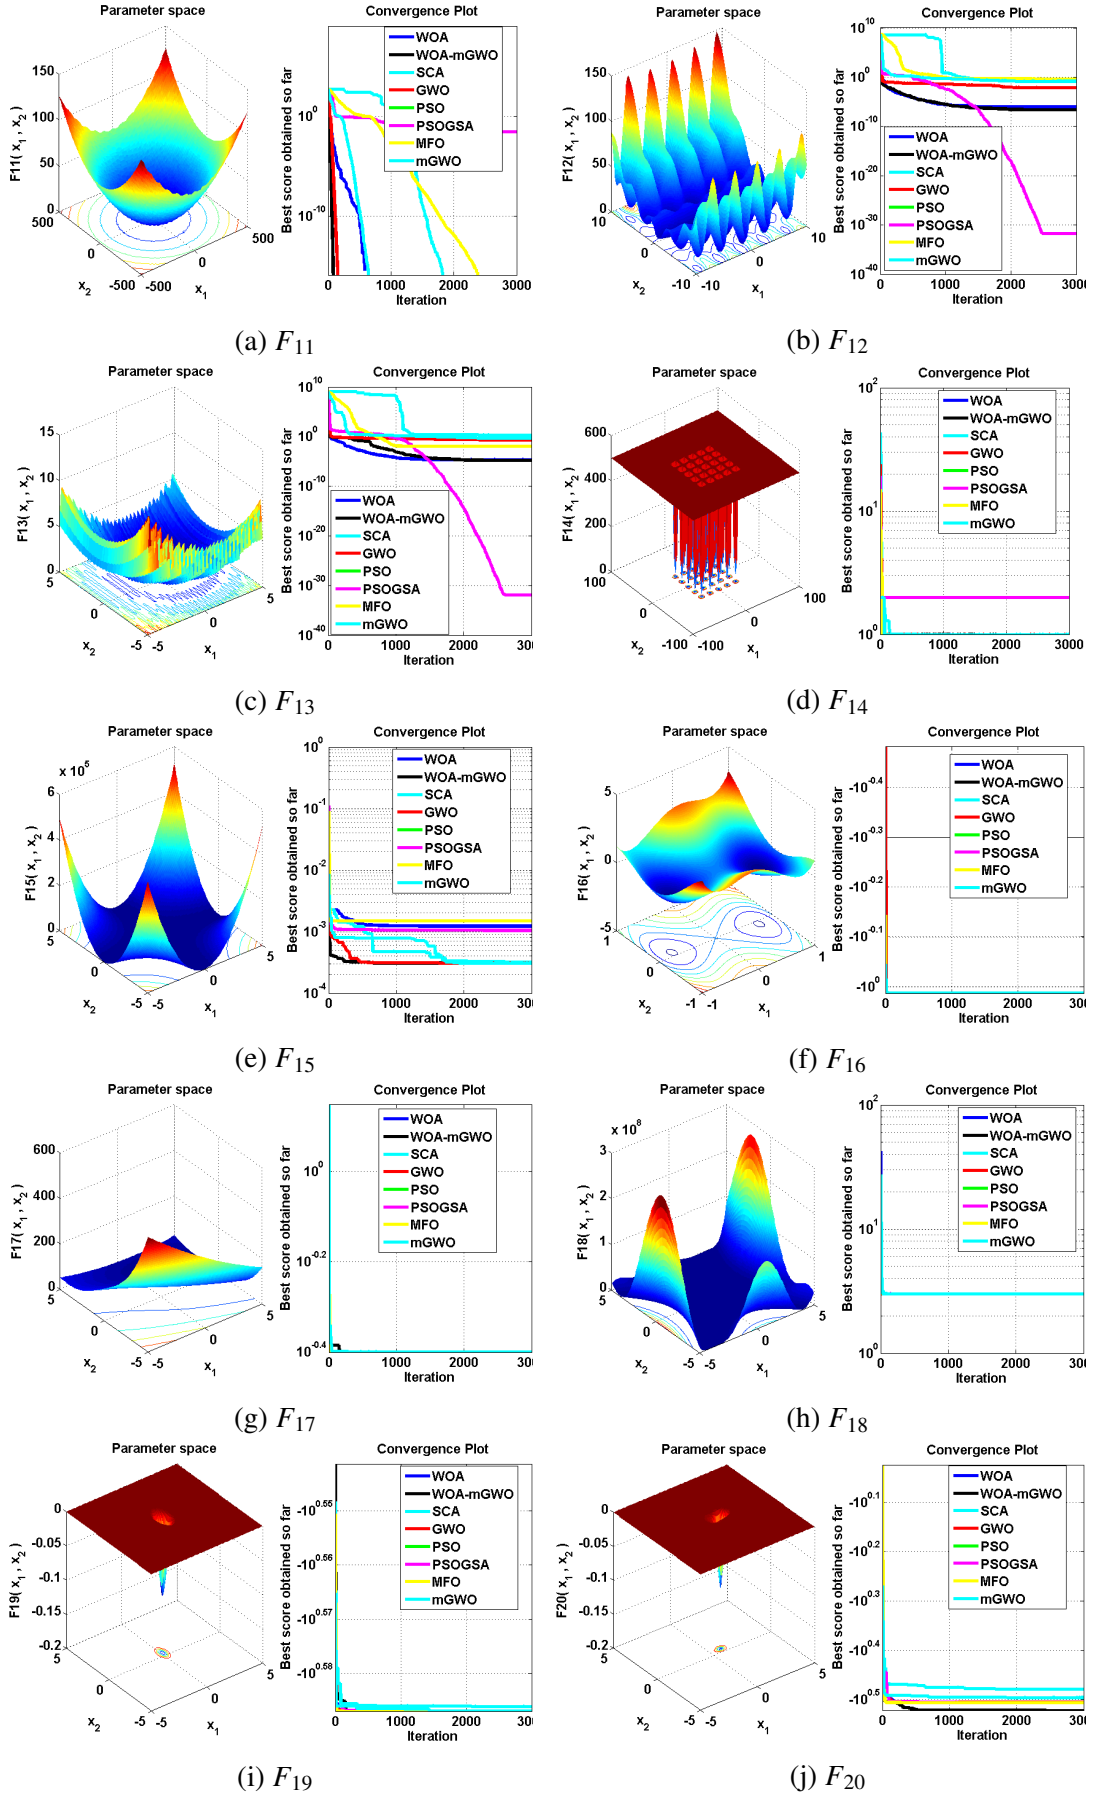 Parameter space
Convergence Plot
F11( x1 , x2 )
150
100
50
0
500
0
-500
-500
0
500
x2
x1
Best score obtained so far
10^0
10^-10
0
1000
2000
3000
Iteration
WOA
WOA-mGWO
SCA
GWO
PSO
PSOGSA
MFO
mGWO
(a) F11
Parameter space
Convergence Plot
F12( x1 , x2 )
150
100
50
0
10
0
-10
-10
0
10
x2
x1
Best score obtained so far
10^10
10^0
10^-10
10^-20
10^-30
10^-40
0
1000
2000
3000
Iteration
WOA
WOA-mGWO
SCA
GWO
PSO
PSOGSA
MFO
mGWO
(b) F12
Parameter space
Convergence Plot
F13( x1 , x2 )
15
10
5
0
5
0
-5
-5
0
5
x2
x1
Best score obtained so far
10^10
10^0
10^-10
10^-20
10^-30
10^-40
0
1000
2000
3000
Iteration
WOA
WOA-mGWO
SCA
GWO
PSO
PSOGSA
MFO
mGWO
(c) F13
Parameter space
Convergence Plot
F14( x1 , x2 )
600
400
200
0
100
0
-100
-100
0
100
x2
x1
Best score obtained so far
10^2
10^1
10^0
0
1000
2000
3000
Iteration
WOA
WOA-mGWO
SCA
GWO
PSO
PSOGSA
MFO
mGWO
(d) F14
Parameter space
Convergence Plot
x 10^5
F15( x1 , x2 )
6
4
2
0
5
0
-5
-5
0
5
x2
x1
Best score obtained so far
10^0
10^-1
10^-2
10^-3
10^-4
0
1000
2000
300
Iteration
WOA
WOA-mGWO
SCA
GWO
PSO
PSOGSA
MFO
mGWO
(e) F15
Parameter space
Convergence Plot
F16( x1 , x2 )
5
0
-5
1
0
-1
-1
0
1
x2
x1
Best score obtained so far
-10^-0.4
-10^-0.3
-10^-0.2
-10^-0.1
-10^0
0
1000
2000
300
Iteration
WOA
WOA-mGWO
SCA
GWO
PSO
PSOGSA
MFO
mGWO
(f) F16
Parameter space
Convergence Plot
F17( x1 , x2 )
600
400
200
0
5
0
-5
-5
0
5
x2
x1
Best score obtained so far
10^0
10^-0.2
10^-0.4
0
1000
2000
300
Iteration
WOA
WOA-mGWO
SCA
GWO
PSO
PSOGSA
MFO
mGWO
(g) F17
Parameter space
Convergence Plot
x 10^8
F18( x1 , x2 )
3
2
1
0
5
0
-5
-5
0
5
x2
x1
Best score obtained so far
10^2
10^1
10^0
0
1000
2000
300
Iteration
WOA
WOA-mGWO
SCA
GWO
PSO
PSOGSA
MFO
mGWO
(h) F18
Parameter space
Convergence Plot
F19( x1 , x2 )
0
-0.05
-0.1
-0.15
-0.2
5
0
-5
-5
0
5
x2
x1
Best score obtained so far
-10^0.55
-10^0.56
-10^0.57
-10^0.58
0
1000
2000
300
Iteration
WOA
WOA-mGWO
SCA
GWO
PSO
PSOGSA
MFO
mGWO
(i) F19
Parameter space
Convergence Plot
F20( x1 , x2 )
0
-0.05
-0.1
-0.15
-0.2
5
0
-5
-5
0
5
x2
x1
Best score obtained so far
-10^0.1
-10^0.2
-10^0.3
-10^0.4
-10^0.5
0
1000
2000
300
Iteration
WOA
WOA-mGWO
SCA
GWO
PSO
PSOGSA
MFO
mGWO
(j) F20